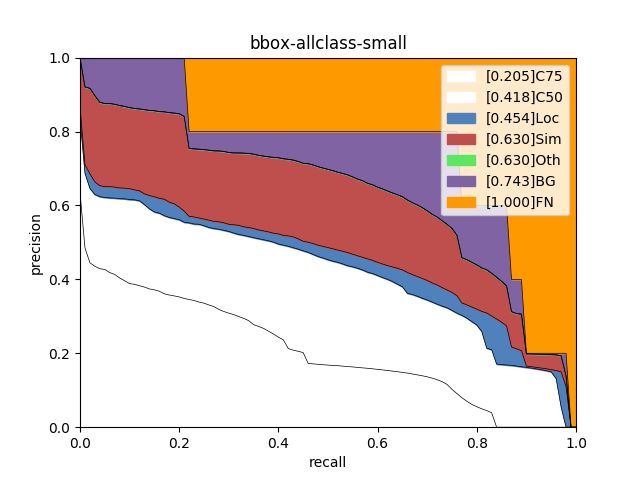 bbox-allclass-small
1.0
0.8
0.6
0.4
0.2
0.0
precision
[0.205]C75
[0.418]C50
[0.454]Loc
[0.630]Sim
[0.630]Oth
[0.743]BG
[1.000]FN
0.0 0.2 0.4 0.6 0.8 1.0
recall